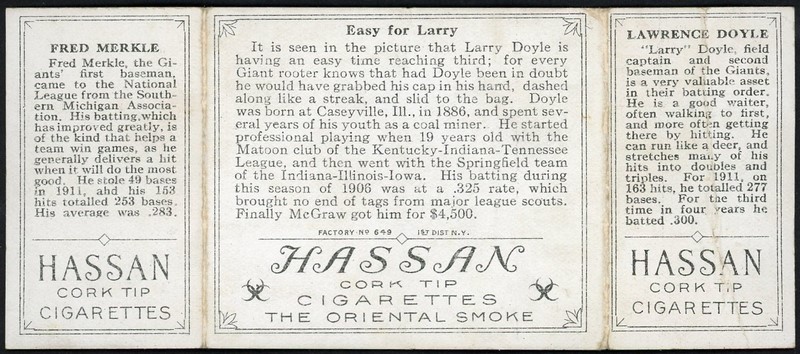 FRED MERKLE
Fred Merkle, the Gi-
ants' first baseman,
came to the National
League from the South-
ern Michigan Associa-
tion. His batting, which
has improved greatly, is
of the kind that helps a
team win games, as he
generally delivers a hit
when it will do the most
good. He stole 49 bases
in 1911, ahd his 153
hits totalled 253 bases.
His average was .283.
HASSAN
CORK TIP
CIGARETTES
Easy for Larry
It is seen in the picture that Larry Doyle is
having an easy time reaching third; for every
Giant rooter knows that had Doyle been in doubt
he would have grabbed his cap in his hand, dashed
along like a streak, and slid to the bag. Doyle
was born at Caseyville, Ill., in 1886, and spent sev-
eral years of his youth as a coal miner. He started
professional playing when 19 years old with the
Matoon club of the Kentucky-Indiana-Tennessee
League, and then went with the Springfield team
of the Indiana-Illinois-Iowa. His batting during
this season of 1906 was at a .325 rate, which
brought no end of tags from major league scouts.
Finally McGraw got him for $4,500.
FACTORY Nº 649 1ST DIST N.Y.
HASSAN
CORK TIP
CIGARETTES
THE ORIENTAL SMOKE
LAWRENCE DOYLE
"Larry" Doyle, field
captain and second
baseman of the Giants,
is a very valuable asset
in their batting order.
He is a good waiter,
often walking to first,
and more often getting
there by hitting. He
can run like a deer, and
stretches many of his
hits into doubles and
triples. For 1911, on
163 hits, he totalled 277
bases. For the third
time in four years he
batted .300.
HASSAN
CORK TIP
CIGARETTES